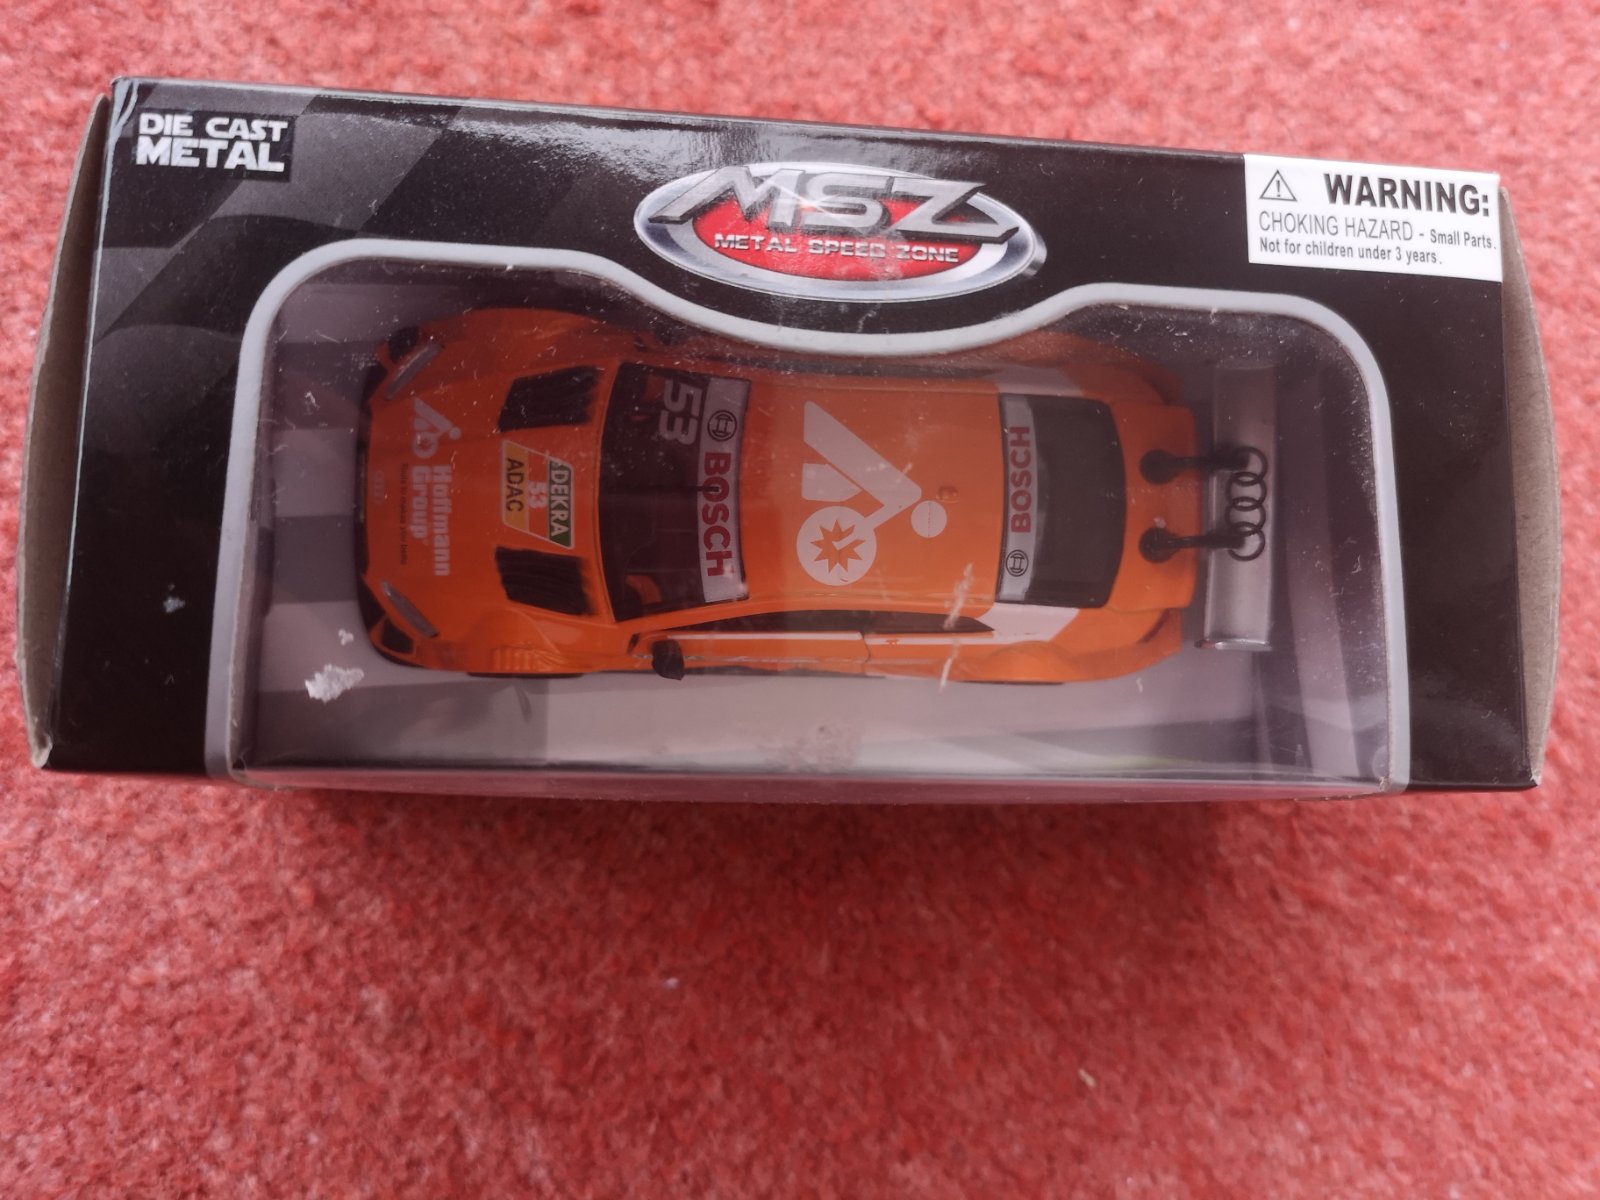 DIE CAST
METAL
MSZ
METAL SPEED ZONE
WARNING:
CHOKING HAZARD - Small Parts.
Not for children under 3 years.
Hoffmann
Group
DEKRA
53
ADAC
53
BOSCH
BOSCH